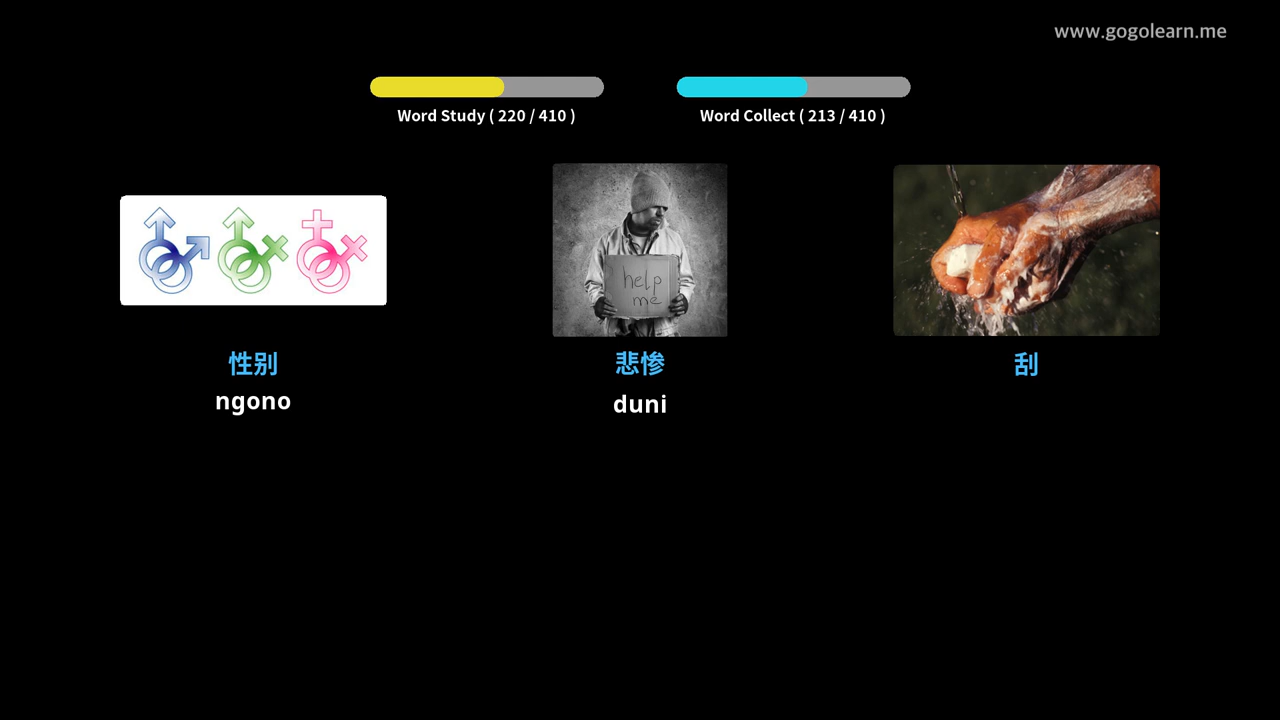 www.gogolearn.me
Word Study ( 220 / 410 )
Word Collect ( 213 / 410 )
help
me
性别
悲惨
刮
ngono
duni